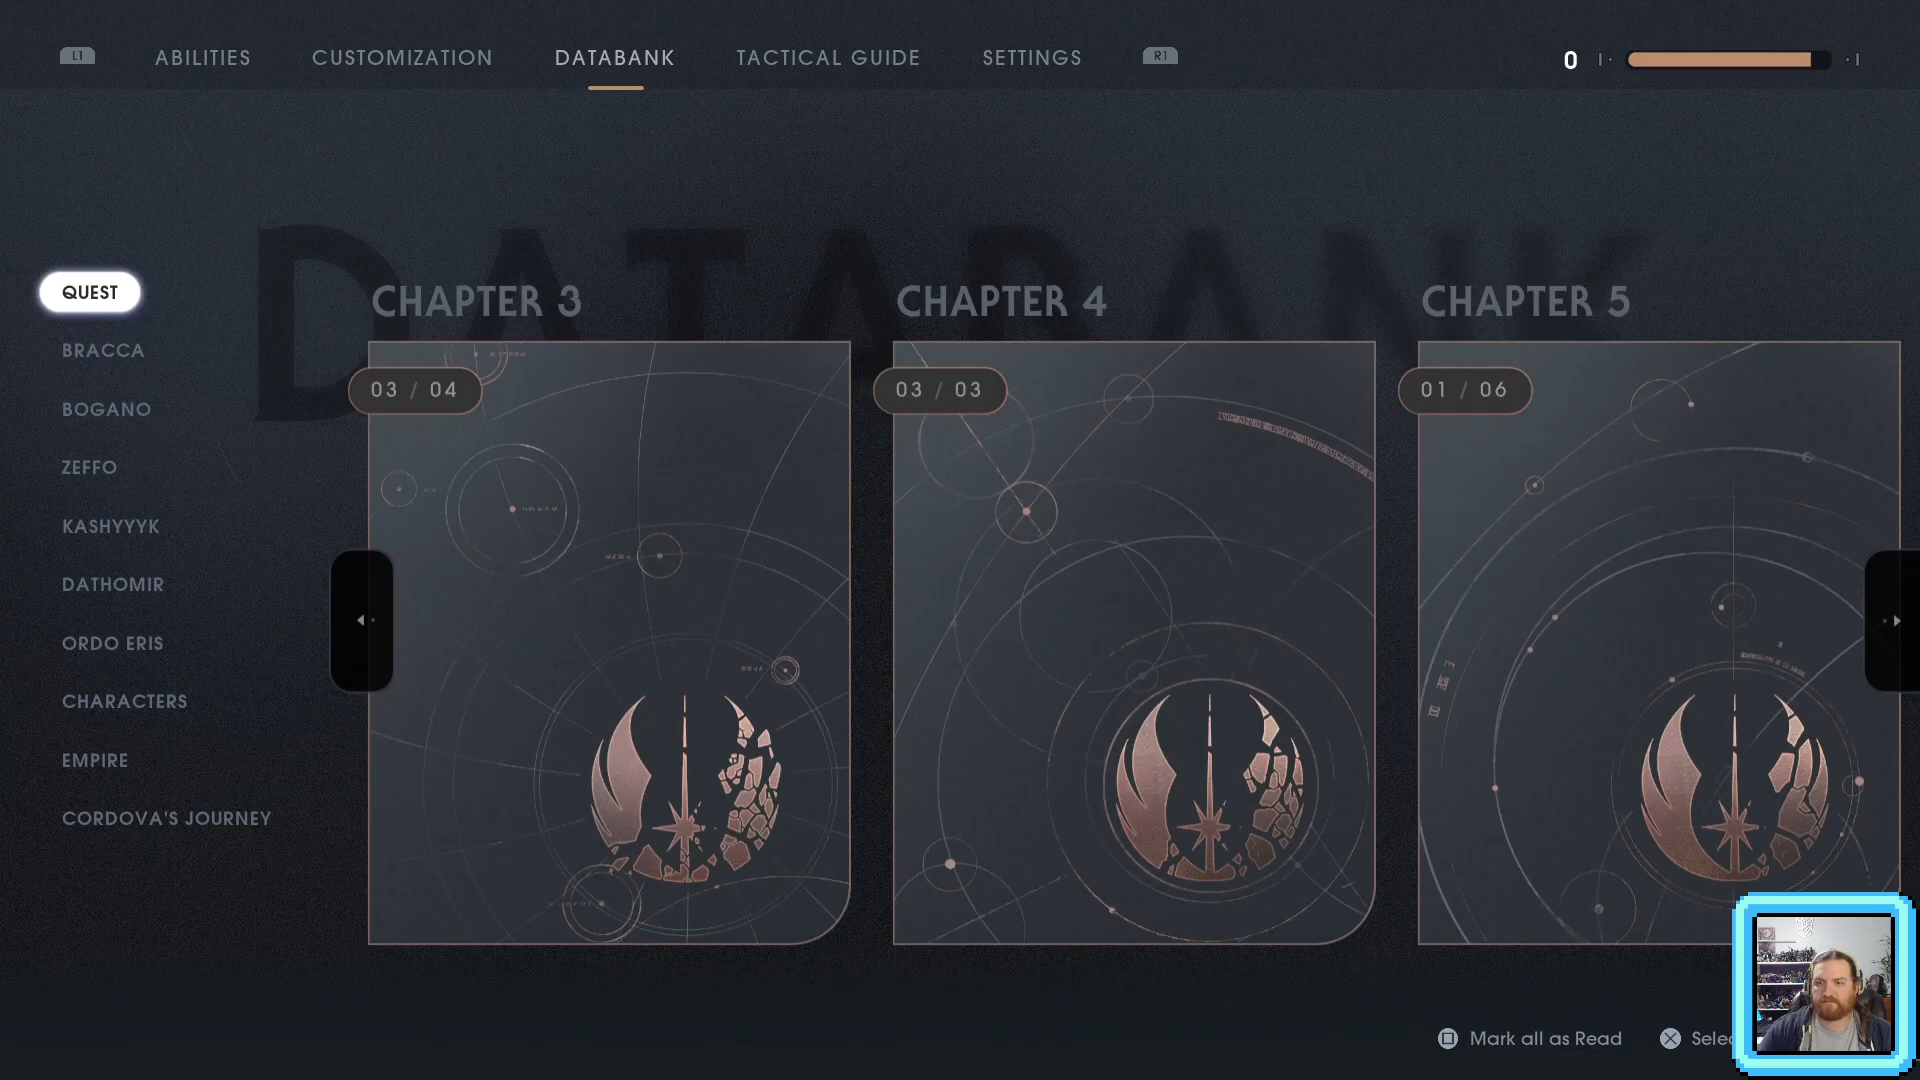 L1 ABILITIES CUSTOMIZATION DATABANK TACTICAL GUIDE SETTINGS R1 0
DATABANK
QUEST
BRACCA
BOGANO
ZEFFO
KASHYYYK
DATHOMIR
ORDO ERIS
CHARACTERS
EMPIRE
CORDOVA'S JOURNEY
CHAPTER 3
03 / 04
CHAPTER 4
03 / 03
CHAPTER 5
01 / 06
Mark all as Read Selec